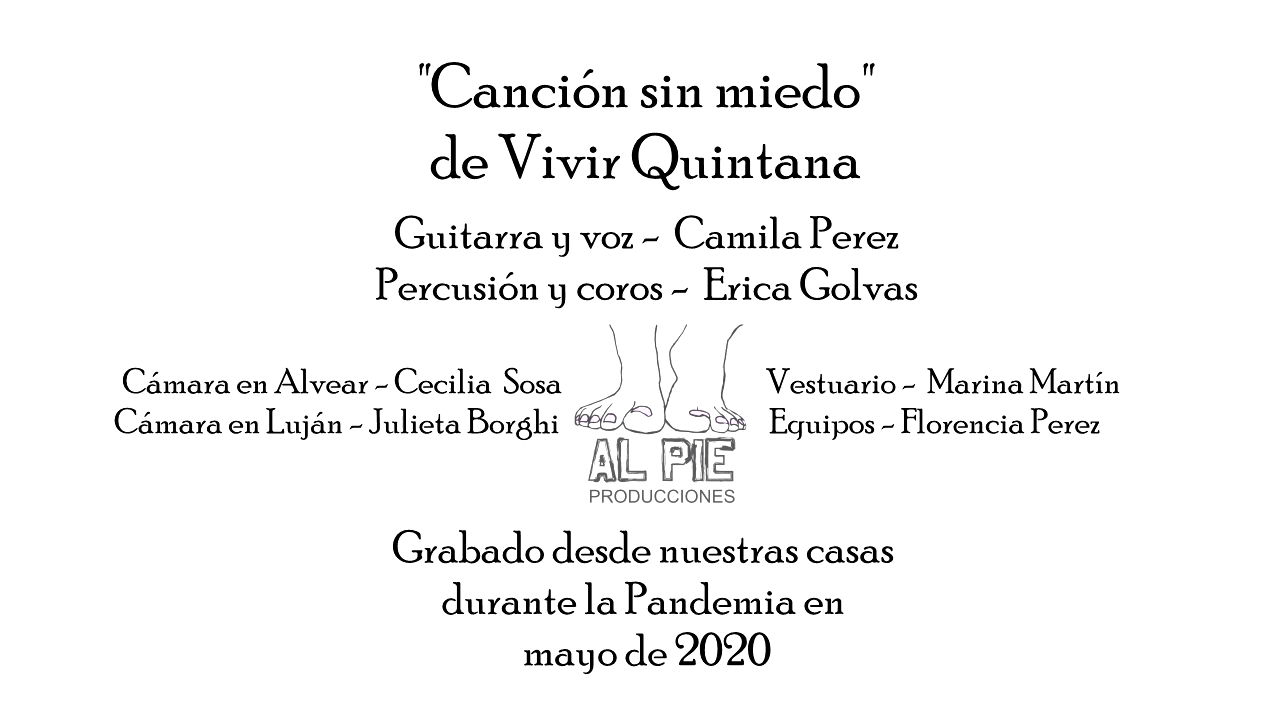 "Canción sin miedo"
de Vivir Quintana
Guitarra y voz - Camila Perez
Percusión y coros - Erica Golvas
Cámara en Alvear - Cecilia Sosa
Cámara en Luján - Julieta Borghi
Vestuario - Marina Martín
Equipos - Florencia Perez
AL PIE
PRODUCCIONES
Grabado desde nuestras casas
durante la Pandemia en
mayo de 2020